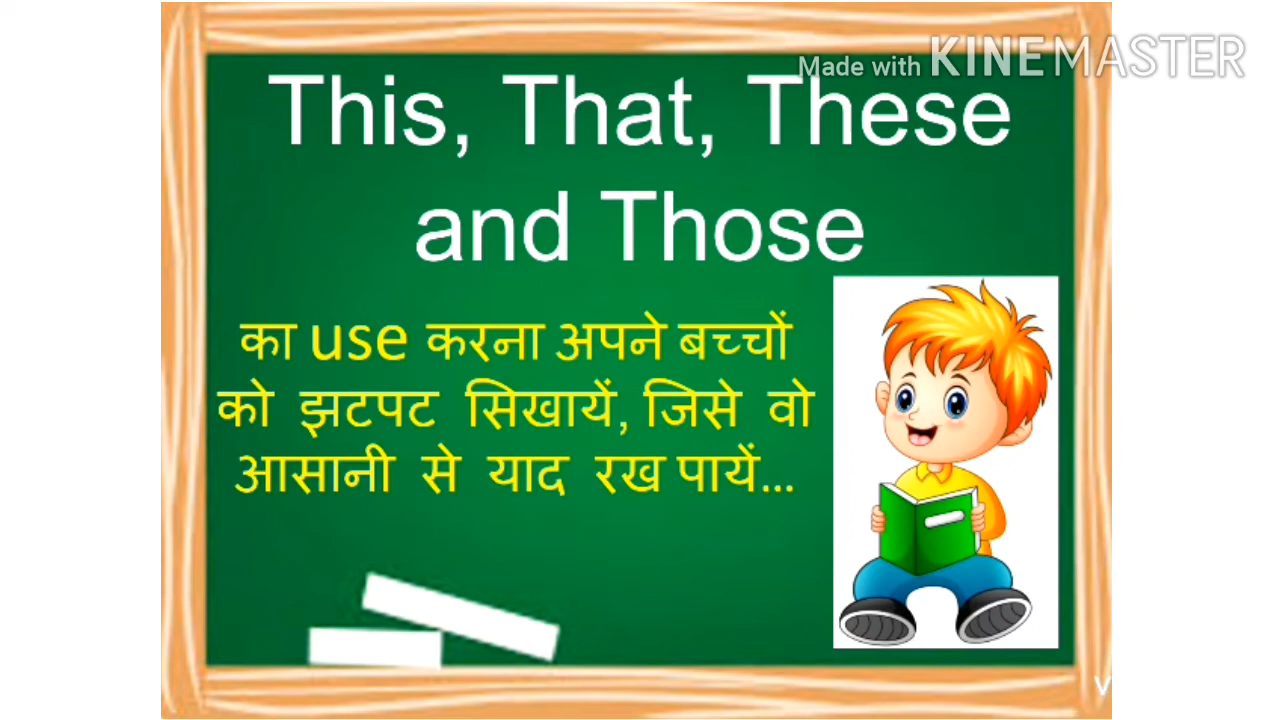 Made with KINEMASTER
This, That, These
and Those
का use करना अपने बच्चों
को झटपट सिखायें, जिसे वो
आसानी से याद रख पायें...
V